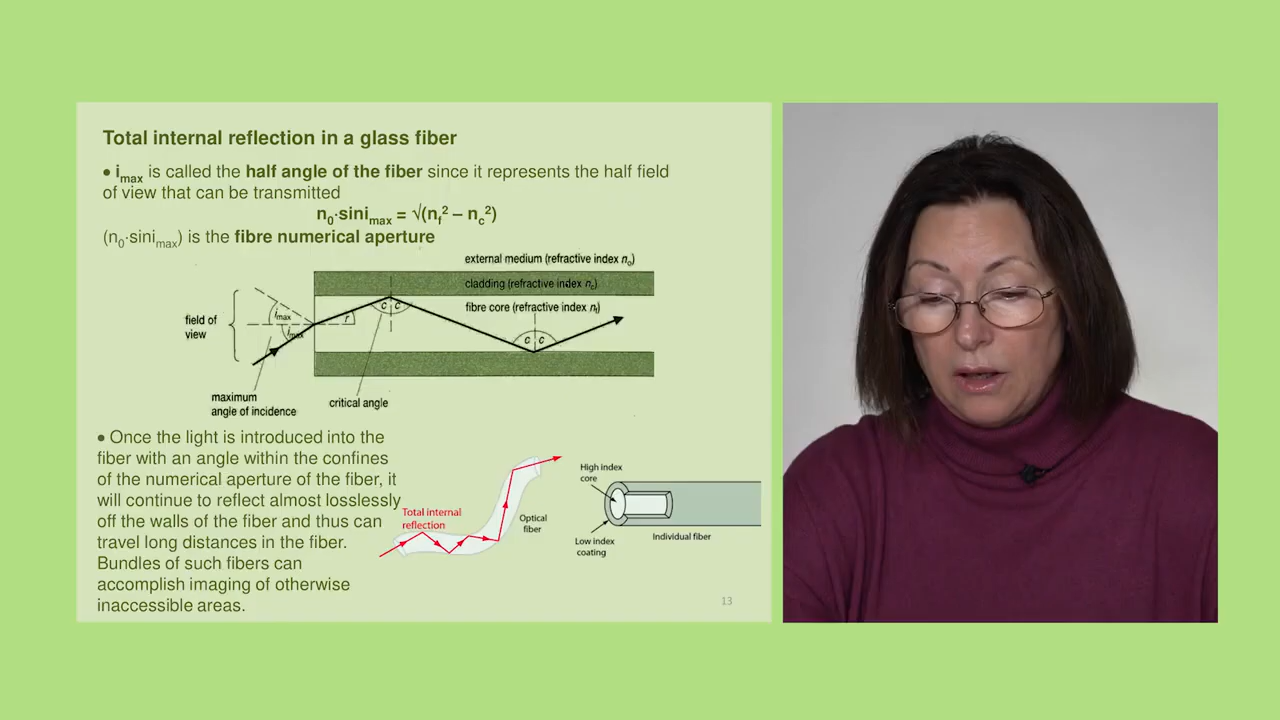 Total internal reflection in a glass fiber
• imax is called the half angle of the fiber since it represents the half field
of view that can be transmitted
n0·sinimax = √(nf² – nc²)
(n0·sinimax) is the fibre numerical aperture
external medium (refractive index no)
cladding (refractive index nc)
fibre core (refractive index nf)
field of
view
imax
imax
r
c c
c c
maximum
angle of incidence
critical angle
• Once the light is introduced into the
fiber with an angle within the confines
of the numerical aperture of the fiber, it
will continue to reflect almost losslessly
off the walls of the fiber and thus can
travel long distances in the fiber.
Bundles of such fibers can
accomplish imaging of otherwise
inaccessible areas.
Total internal
reflection
Optical
fiber
High index
core
Low index
coating
Individual fiber
13